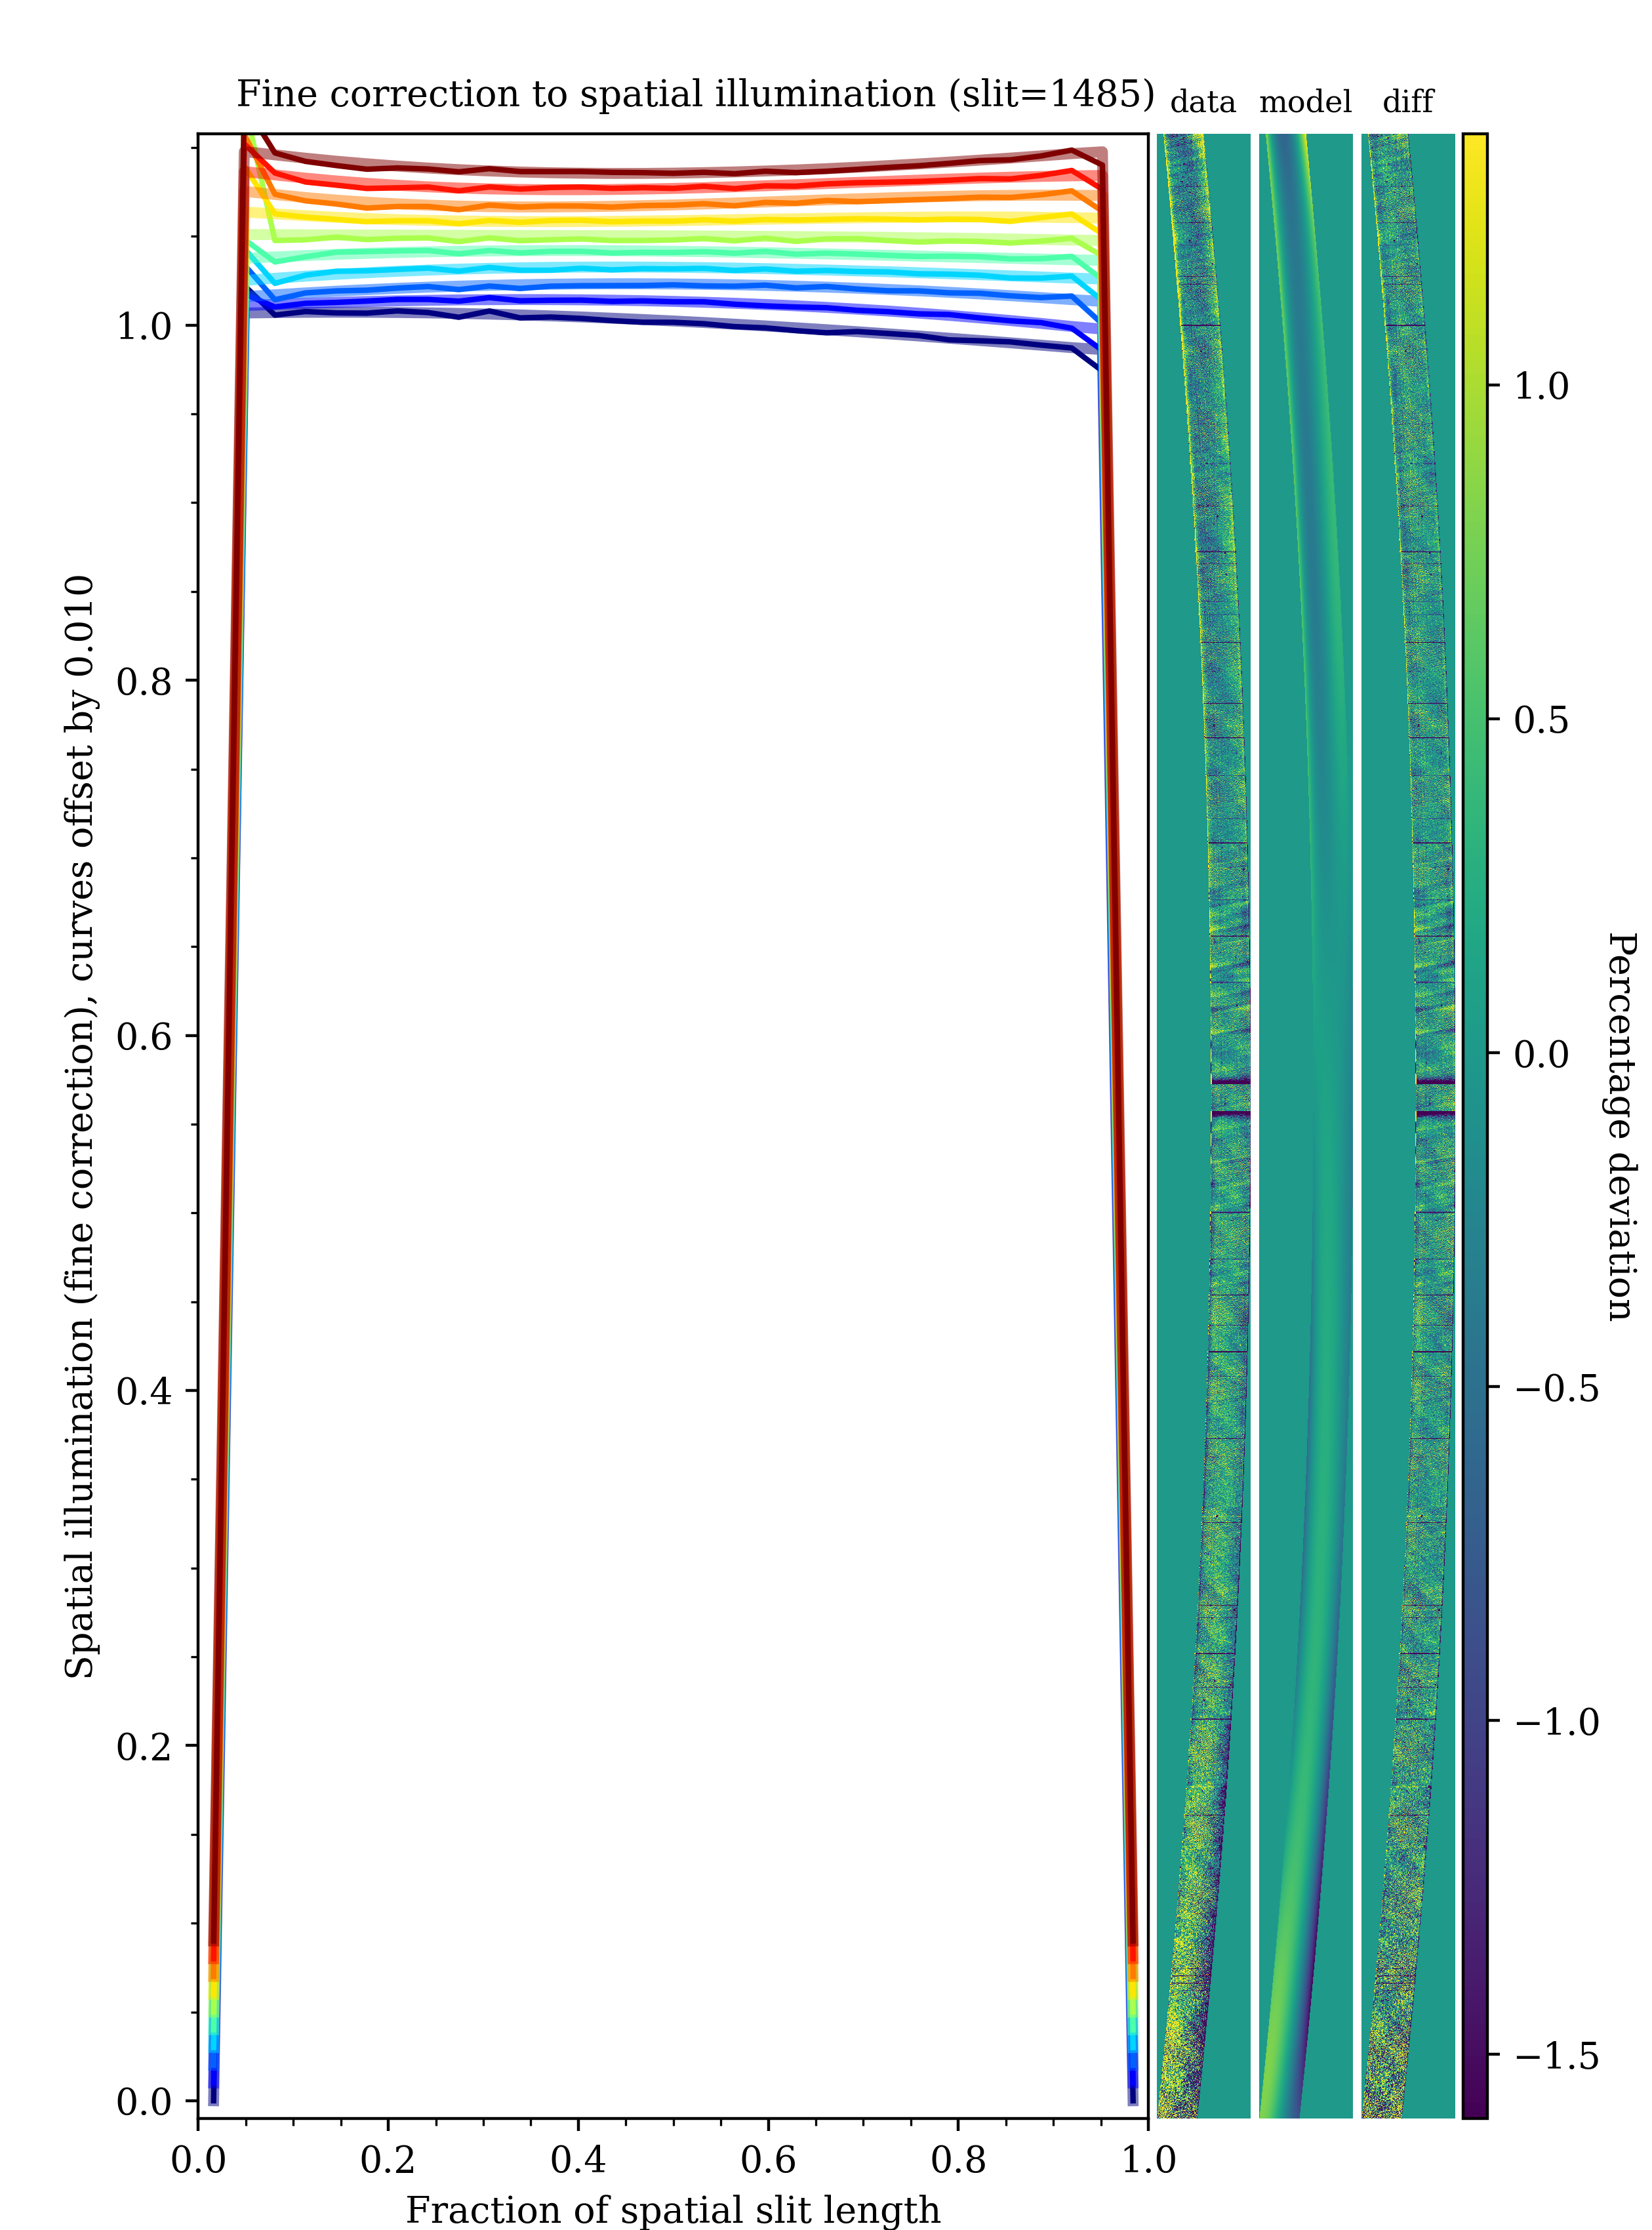 Fine correction to spatial illumination (slit=1485)
data
model
diff
Spatial illumination (fine correction), curves offset by 0.010
1.0
0.8
0.6
0.4
0.2
0.0
0.0
0.2
0.4
0.6
0.8
1.0
Fraction of spatial slit length
1.0
0.5
0.0
−0.5
−1.0
−1.5
Percentage deviation